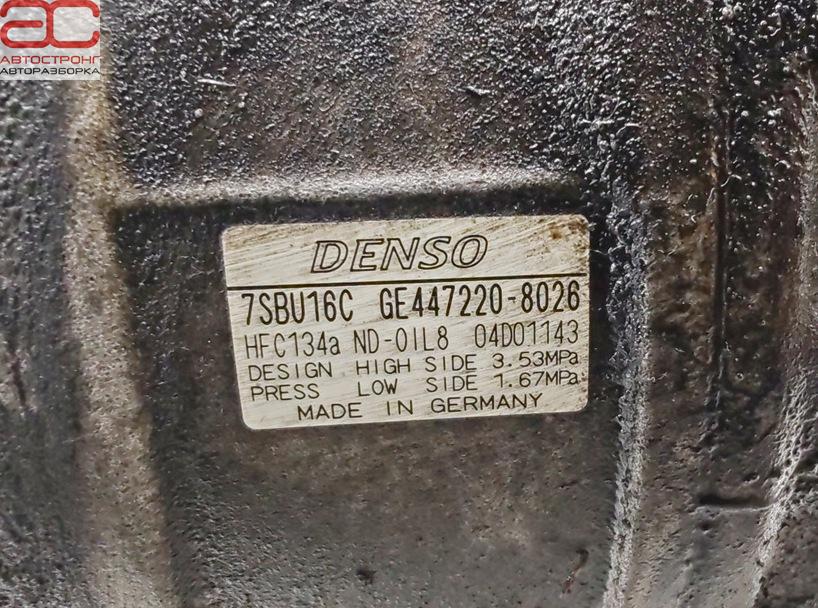 ac
АВТОСТРОНГ
АВТОРАЗБОРКА
DENSO
7SBU16C GE447220-8026
HFC134a ND-OIL8 04D01143
DESIGN HIGH SIDE 3.53MPa
PRESS LOW SIDE 1.67MPa
MADE IN GERMANY